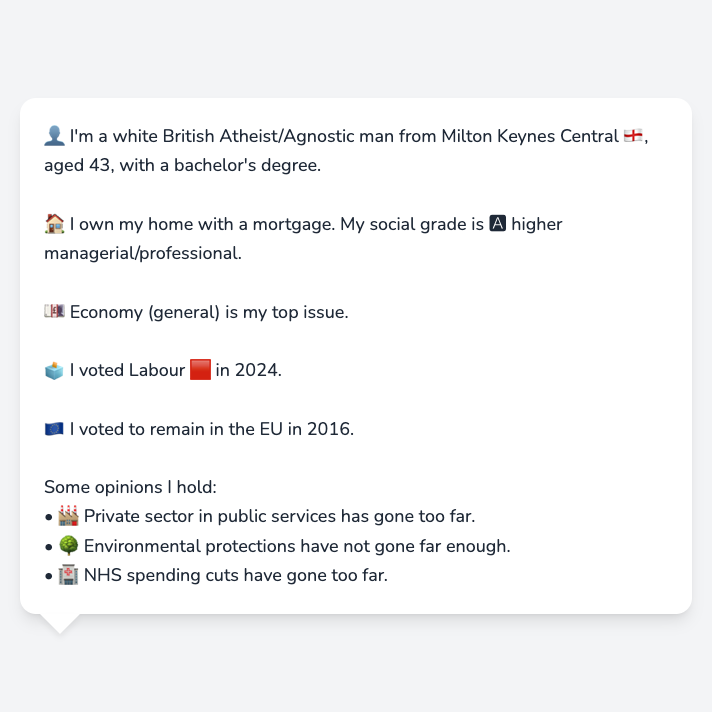 👤 I'm a white British Atheist/Agnostic man from Milton Keynes Central 🏴󠁧󠁢󠁥󠁮󠁧󠁿,
aged 43, with a bachelor's degree.
🏠 I own my home with a mortgage. My social grade is 🅰 higher
managerial/professional.
💷 Economy (general) is my top issue.
🗳️ I voted Labour 🟥 in 2024.
🇪🇺 I voted to remain in the EU in 2016.
Some opinions I hold:
• 🏭 Private sector in public services has gone too far.
• 🌳 Environmental protections have not gone far enough.
• 🏥 NHS spending cuts have gone too far.